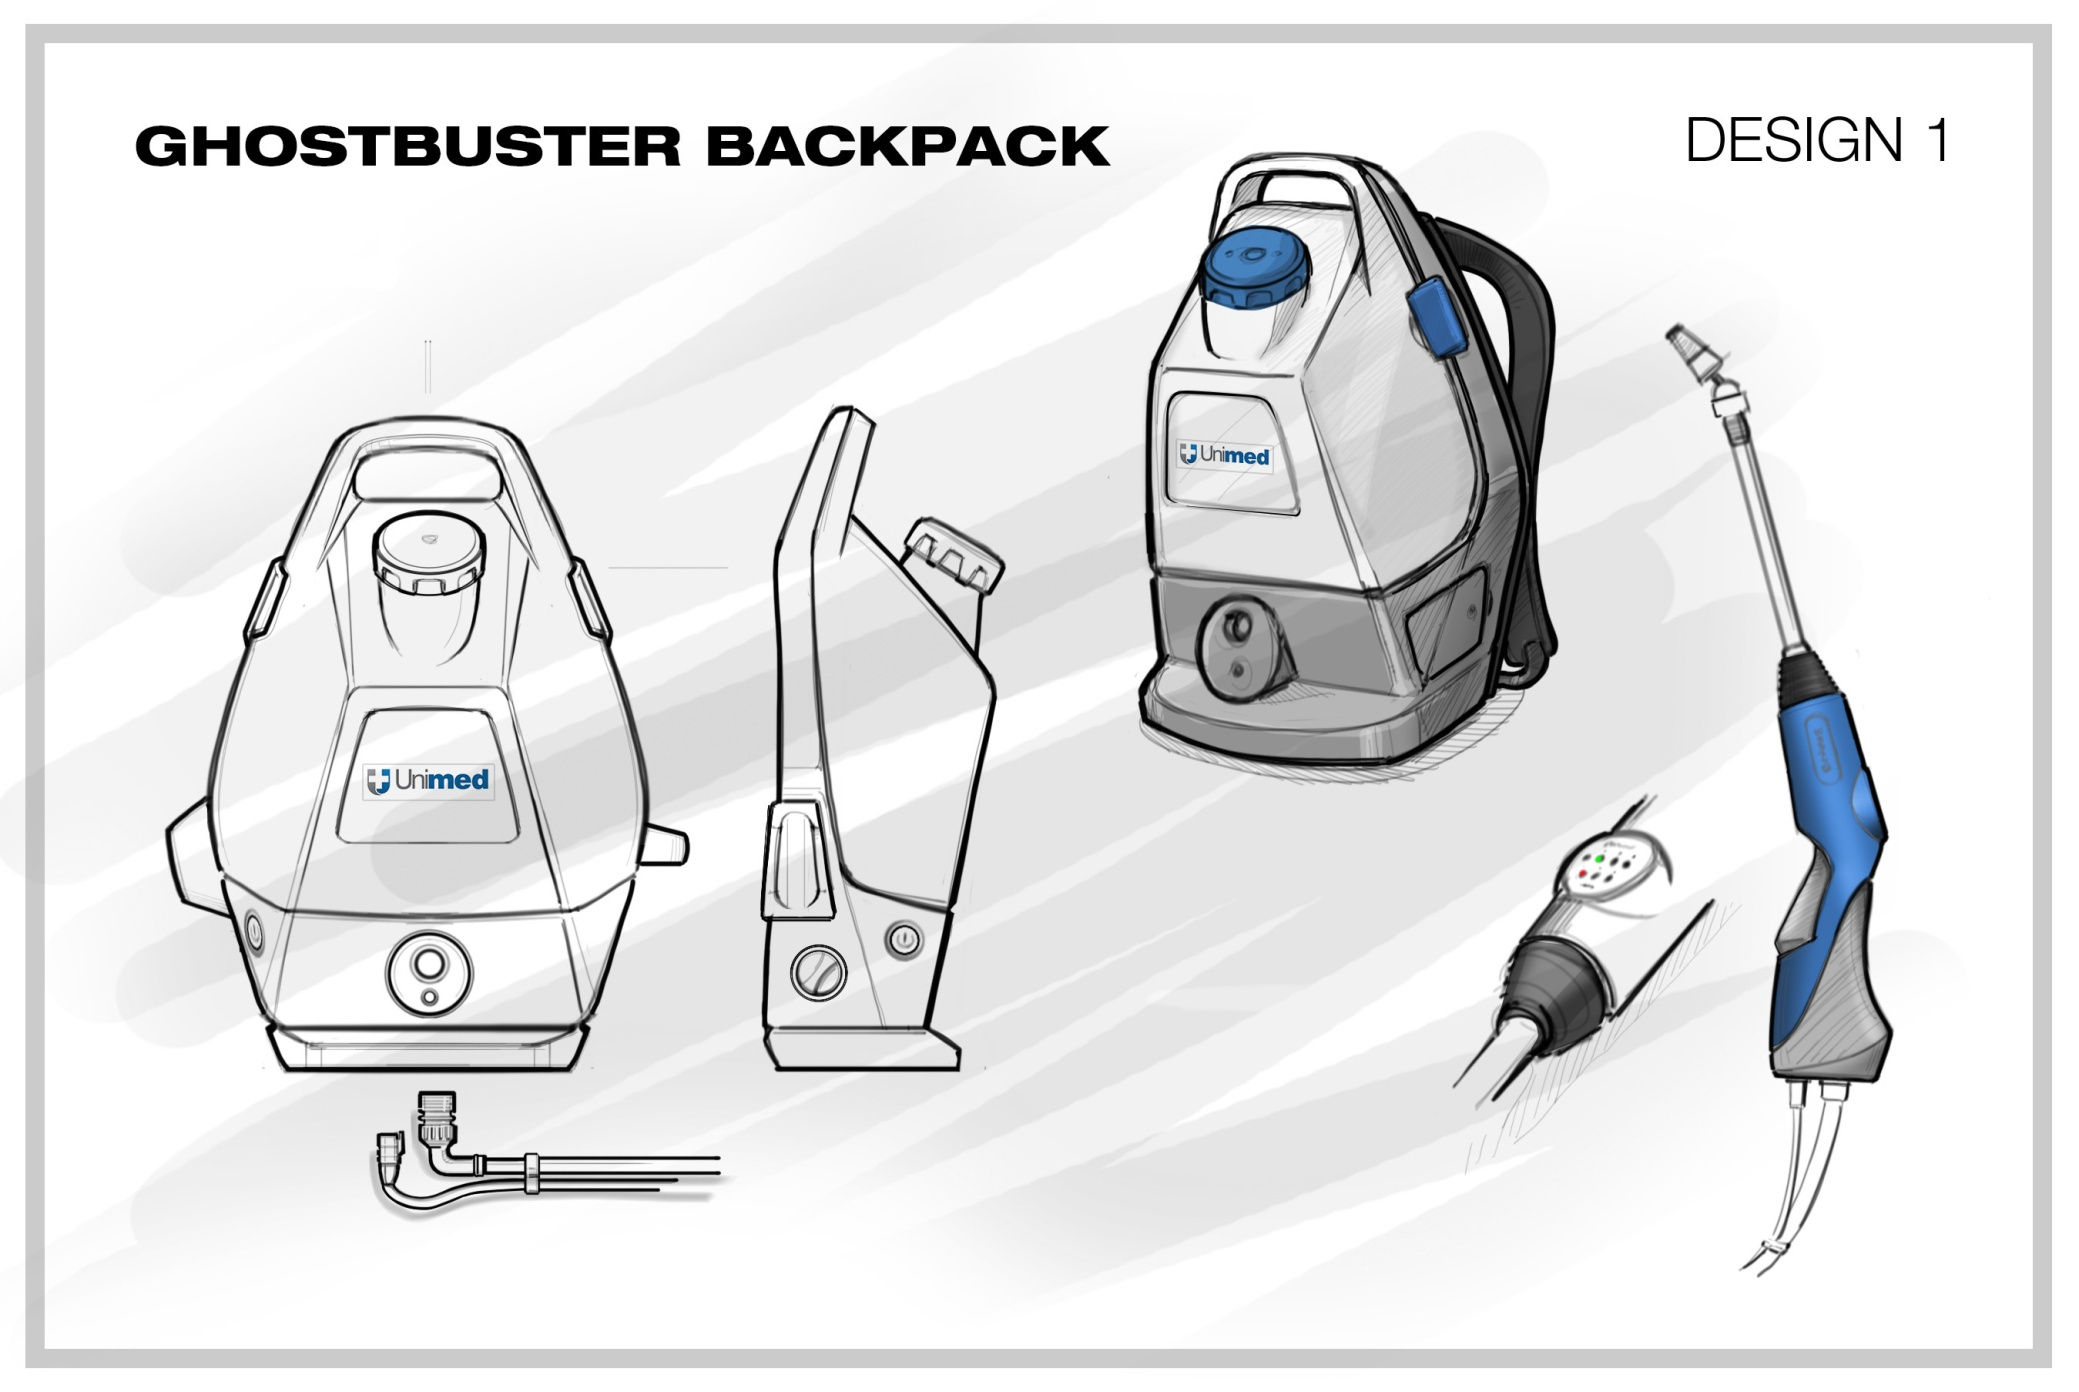 GHOSTBUSTER BACKPACK
DESIGN 1
Unimed
Unimed